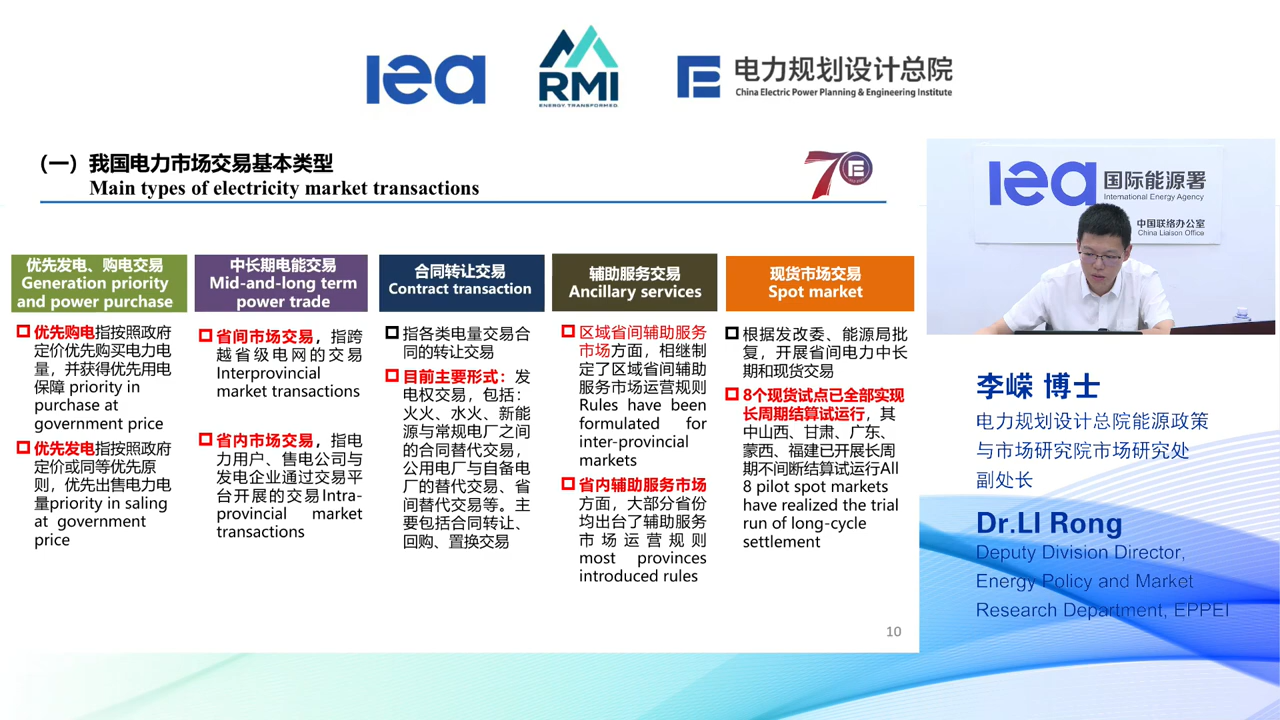 iea
RMI
ENERGY TRANSFORMED
电力规划设计总院
China Electric Power Planning & Engineering Institute
（一）我国电力市场交易基本类型
Main types of electricity market transactions
70
优先发电、购电交易
Generation priority
and power purchase
优先购电指按照政府
定价优先购买电力电
量，并获得优先用电
保障 priority in
purchase at
government price
优先发电指按照政府
定价或同等优先原
则，优先出售电力电
量priority in saling
at government
price
中长期电能交易
Mid-and-long term
power trade
省间市场交易，指跨
越省级电网的交易
Interprovincial
market transactions
省内市场交易，指电
力用户、售电公司与
发电企业通过交易平
台开展的交易Intra-
provincial market
transactions
合同转让交易
Contract transaction
指各类电量交易合
同的转让交易
目前主要形式：发
电权交易，包括：
火火、水火、新能
源与常规电厂之间
的合同替代交易，
公用电厂与自备电
厂的替代交易、省
间替代交易等。主
要包括合同转让、
回购、置换交易
辅助服务交易
Ancillary services
区域省间辅助服务
市场方面，相继制
定了区域省间辅助
服务市场运营规则
Rules have been
formulated for
inter-provincial
markets
省内辅助服务市场
方面，大部分省份
均出台了辅助服务
市场运营规则
most provinces
introduced rules
现货市场交易
Spot market
根据发改委、能源局批
复，开展省间电力中长
期和现货交易
8个现货试点已全部实现
长周期结算试运行，其
中山西、甘肃、广东、
蒙西、福建已开展长周
期不间断结算试运行All
8 pilot spot markets
have realized the trial
run of long-cycle
settlement
10
iea 国际能源署
International Energy Agency
中国联络办公室
China Liaison Office
李嵘 博士
电力规划设计总院能源政策
与市场研究院市场研究处
副处长
Dr.LI Rong
Deputy Division Director,
Energy Policy and Market
Research Department, EPPEI